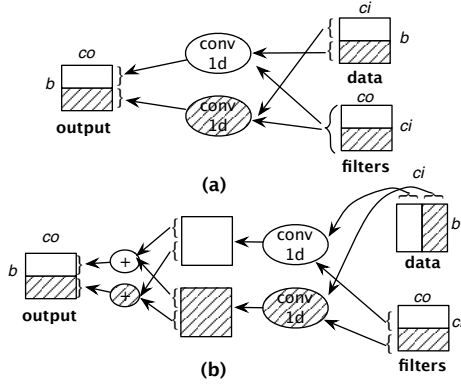 ci
co
conv
1d
b
b
data
conv
1d
co
output
ci
filters
(a)
ci
co
b
+
conv
1d
b
data
+
conv
1d
co
output
filters
(b)